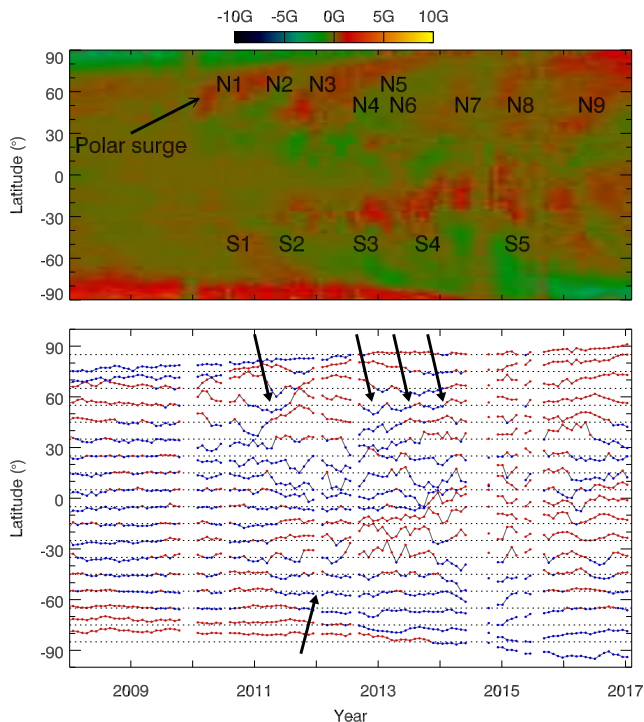 -10G -5G 0G 5G 10G
90
60
30
0
-30
-60
-90
Latitude (°)
N1 N2 N3 N5
N4 N6 N7 N8 N9
Polar surge
S1 S2 S3 S4 S5
90
60
30
0
-30
-60
-90
Latitude (°)
2009 2011 2013 2015 2017
Year